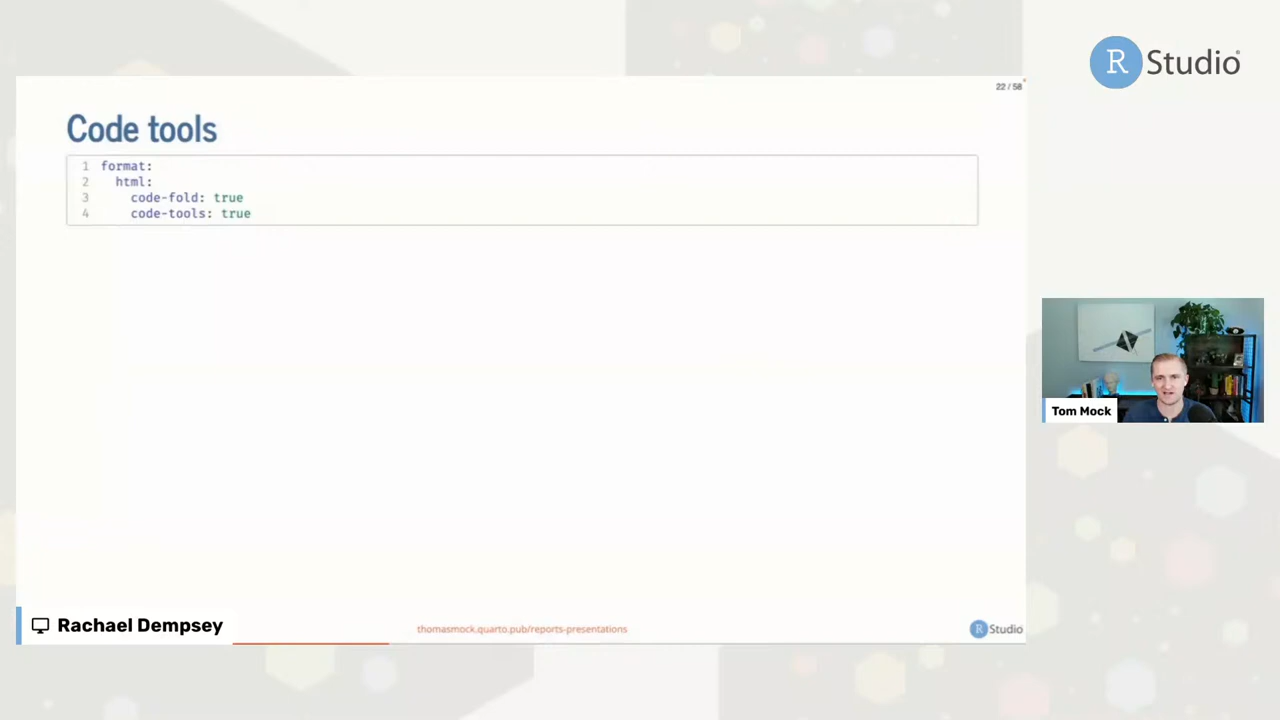 R Studio
22 / 58
Code tools
1 format:
2   html:
3     code-fold: true
4     code-tools: true
Tom Mock
Rachael Dempsey
thomasmock.quarto.pub/reports-presentations
R Studio